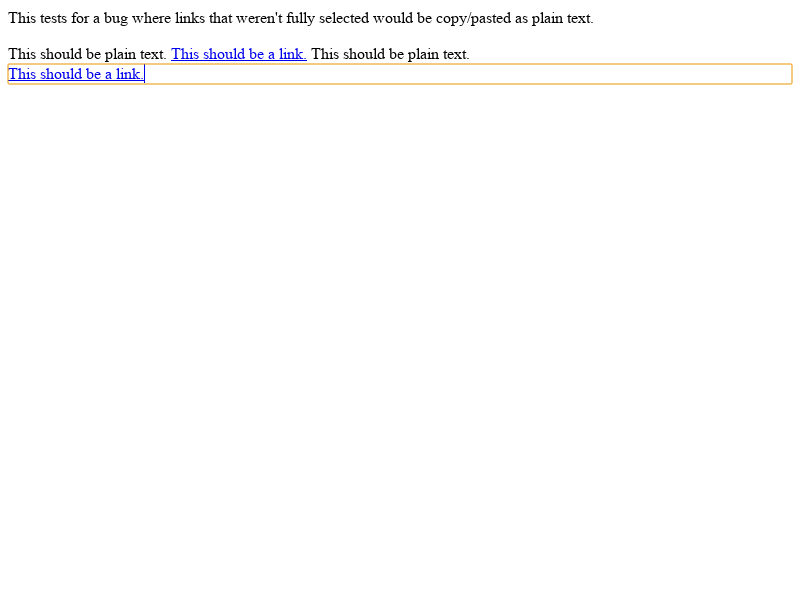 This tests for a bug where links that weren't fully selected would be copy/pasted as plain text.
This should be plain text. This should be a link. This should be plain text.
This should be a link.